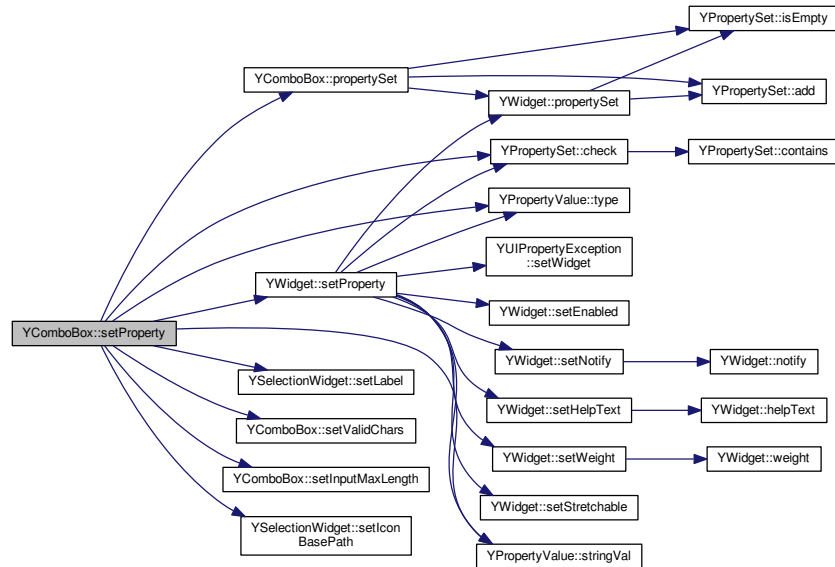 YPropertySet::isEmpty
YComboBox::propertySet
YPropertySet::add
YWidget::propertySet
YPropertySet::check
YPropertySet::contains
YPropertyValue::type
YUIPropertyException
::setWidget
YWidget::setProperty
YWidget::setEnabled
YComboBox::setProperty
YWidget::setNotify
YWidget::notify
YSelectionWidget::setLabel
YWidget::setHelpText
YWidget::helpText
YComboBox::setValidChars
YWidget::setWeight
YWidget::weight
YComboBox::setInputMaxLength
YWidget::setStretchable
YSelectionWidget::setIcon
BasePath
YPropertyValue::stringVal